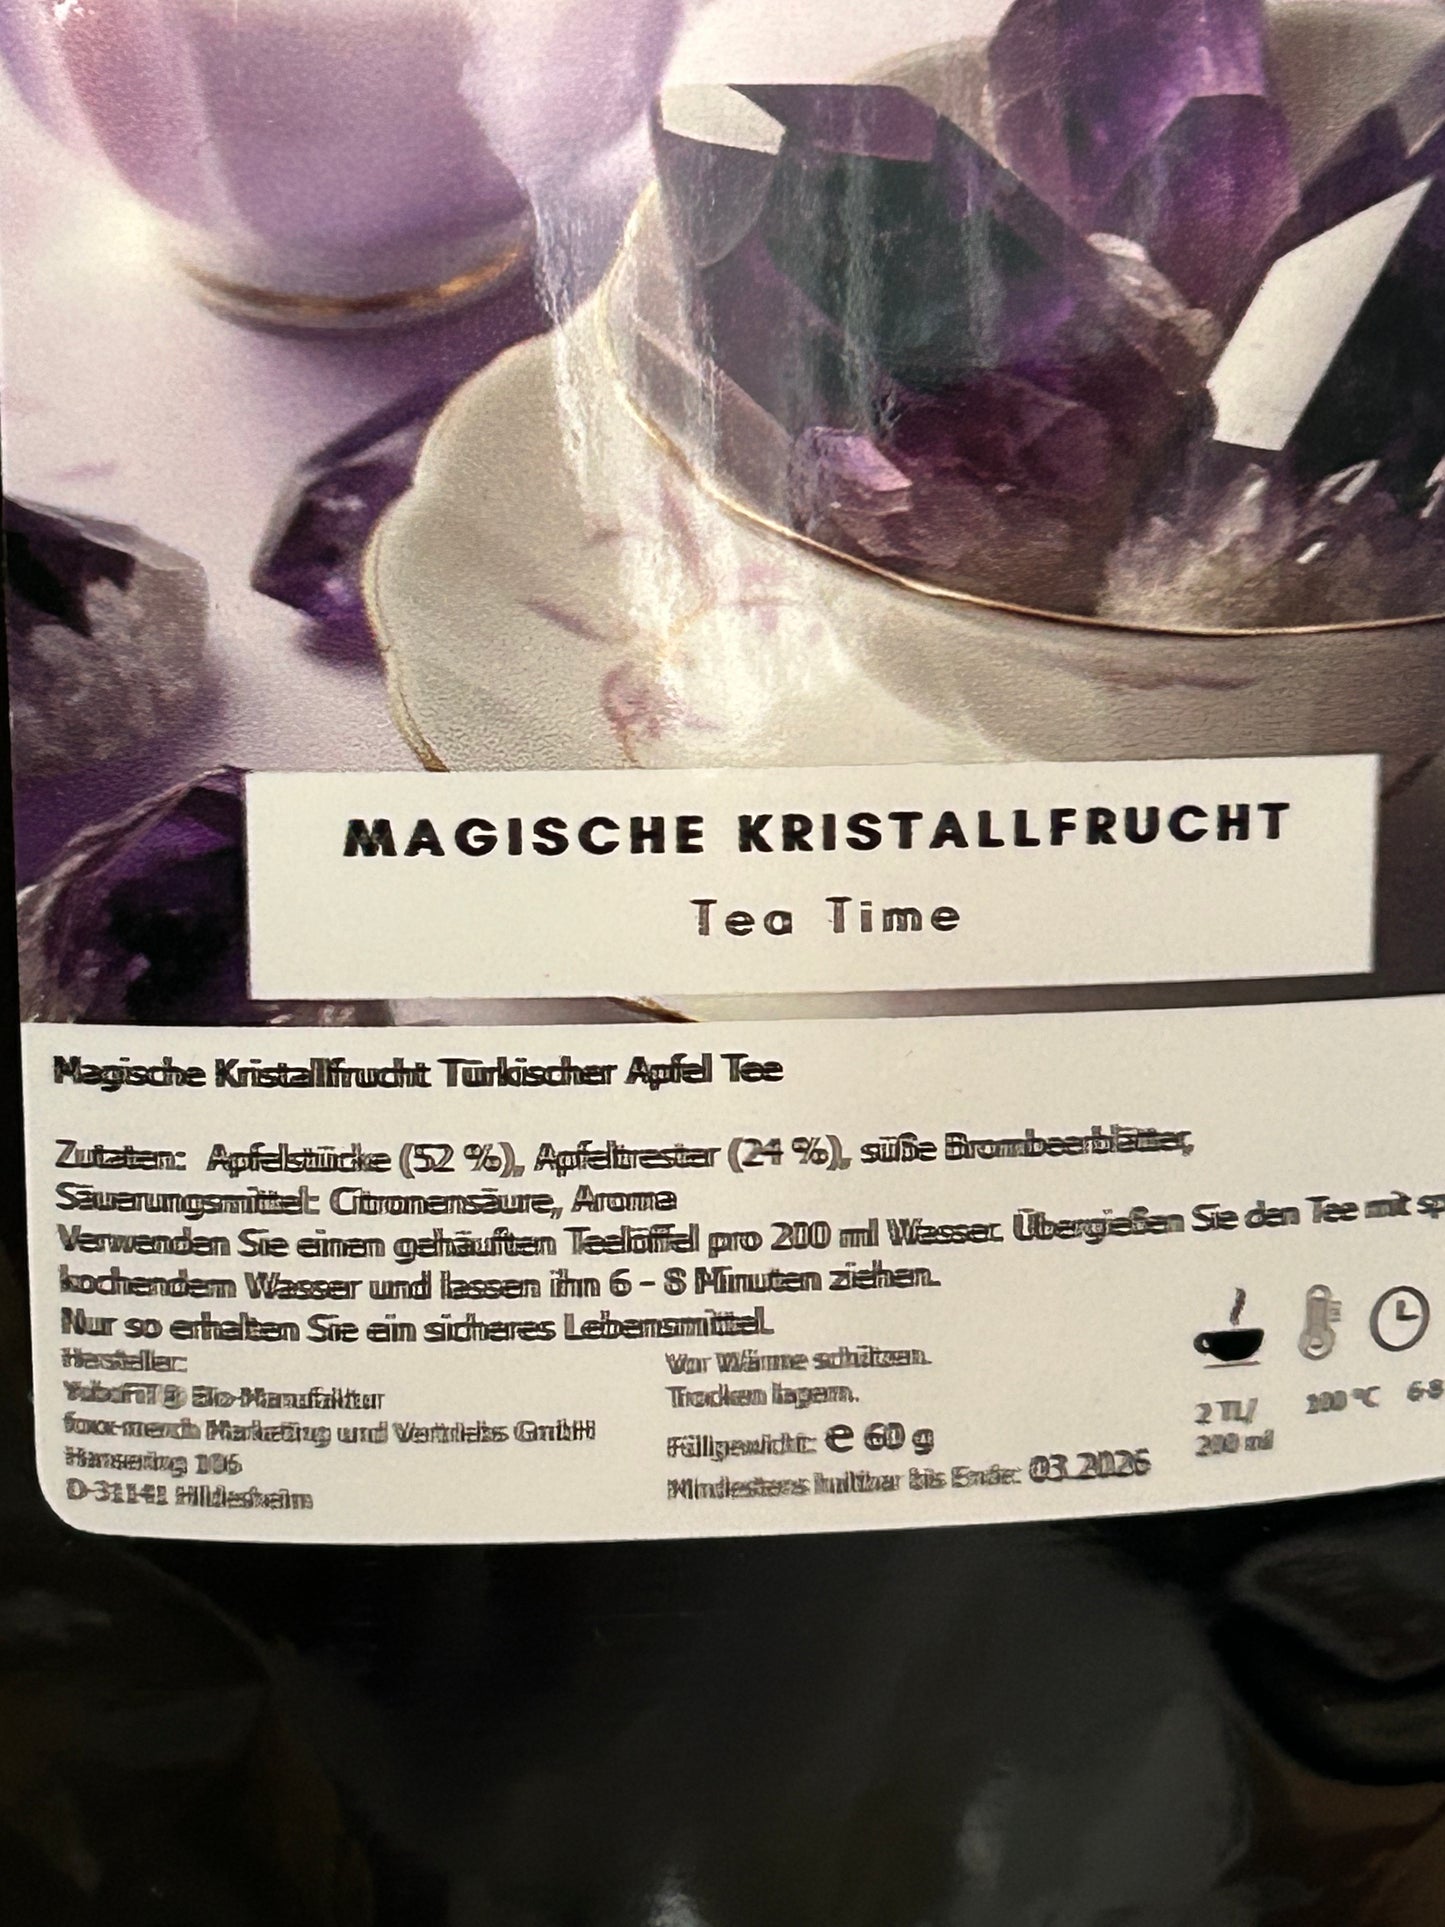 MAGISCHE KRISTALLFRUCHT
Tea Time
Magische Kristallfrucht Türkischer Apfel Tee
Zutaten: Apfelstücke (52 %), Apfeltrester (24 %), süße Brombeerblätter,
Säuerungsmittel: Citronensäure, Aroma
Verwenden Sie einen gehäuften Teelöffel pro 200 ml Wasser. Übergießen Sie den Tee mit
kochendem Wasser und lassen ihn 6 - 8 Minuten ziehen.
Nur so erhalten Sie ein sicheres Lebensmittel.
Hersteller:
Bio-Manufaktur
Marketing und Vertriebs GmbH
Hansering 106
D-31141 Hildesheim
Vor Wärme schützen.
Trocken lagern.
Füllgewicht: e 60 g
Mindestens haltbar bis Ende: 03.2026
2 TL/
200 ml
100 °C
6-8